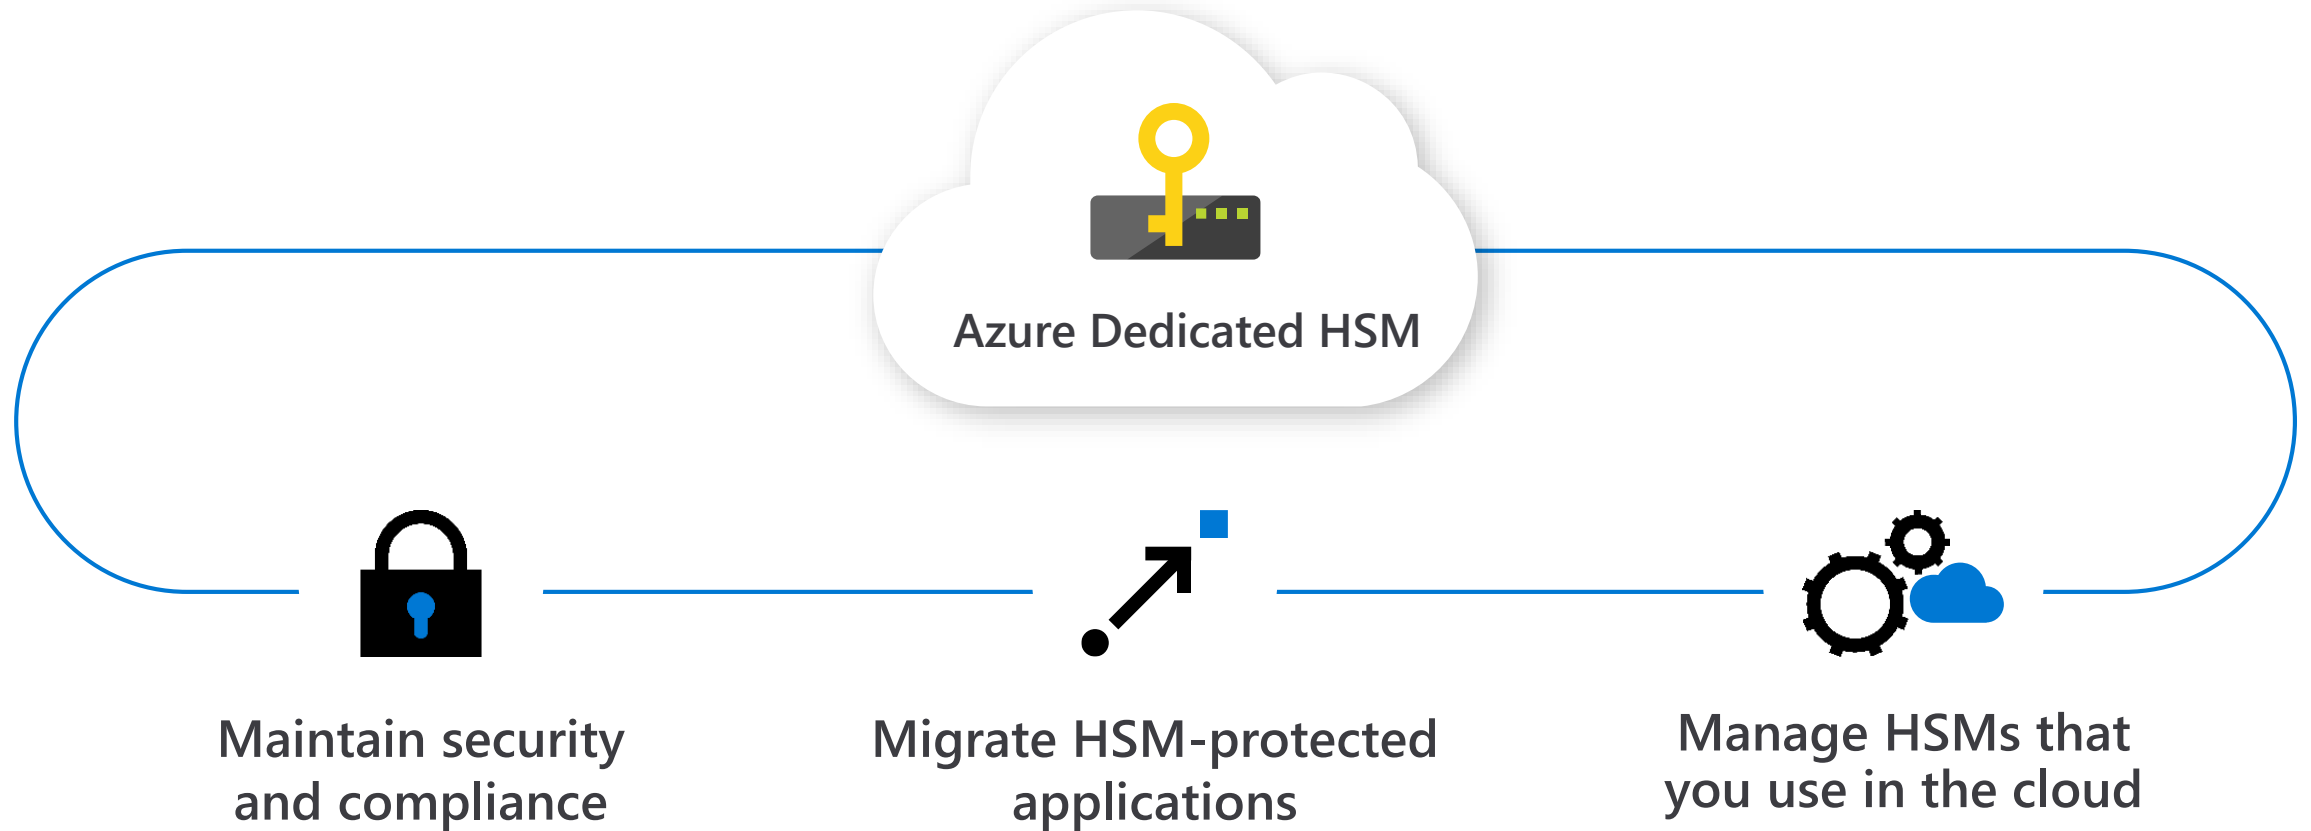 Azure Dedicated HSM
Maintain security
and compliance
Migrate HSM-protected
applications
Manage HSMs that
you use in the cloud